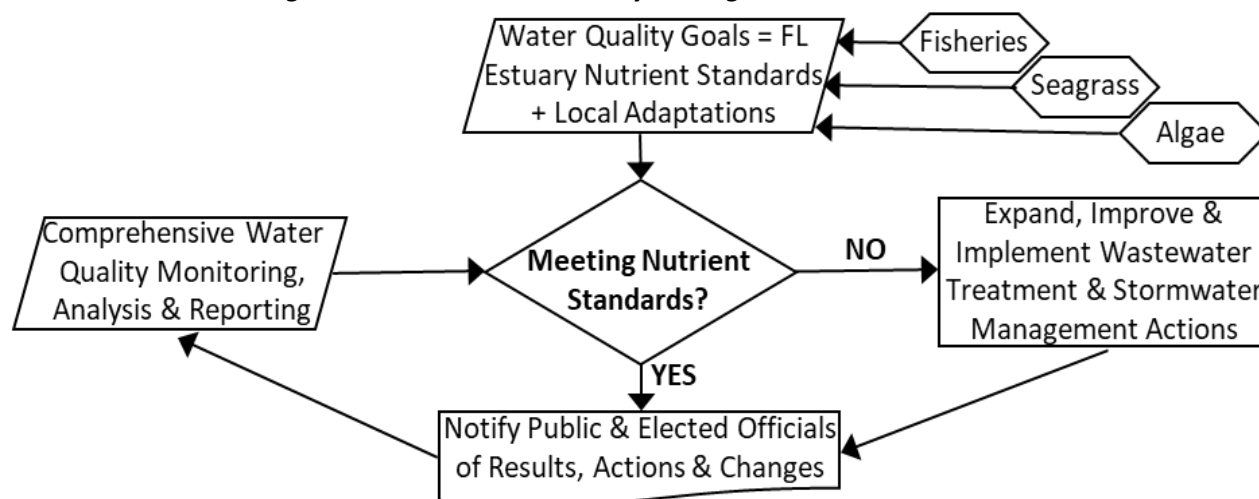 Water Quality Goals = FL
Estuary Nutrient Standards
+ Local Adaptations
Fisheries
Seagrass
Algae
Comprehensive Water
Quality Monitoring,
Analysis & Reporting
Meeting Nutrient
Standards?
NO
Expand, Improve &
Implement Wastewater
Treatment & Stormwater
Management Actions
YES
Notify Public & Elected Officials
of Results, Actions & Changes